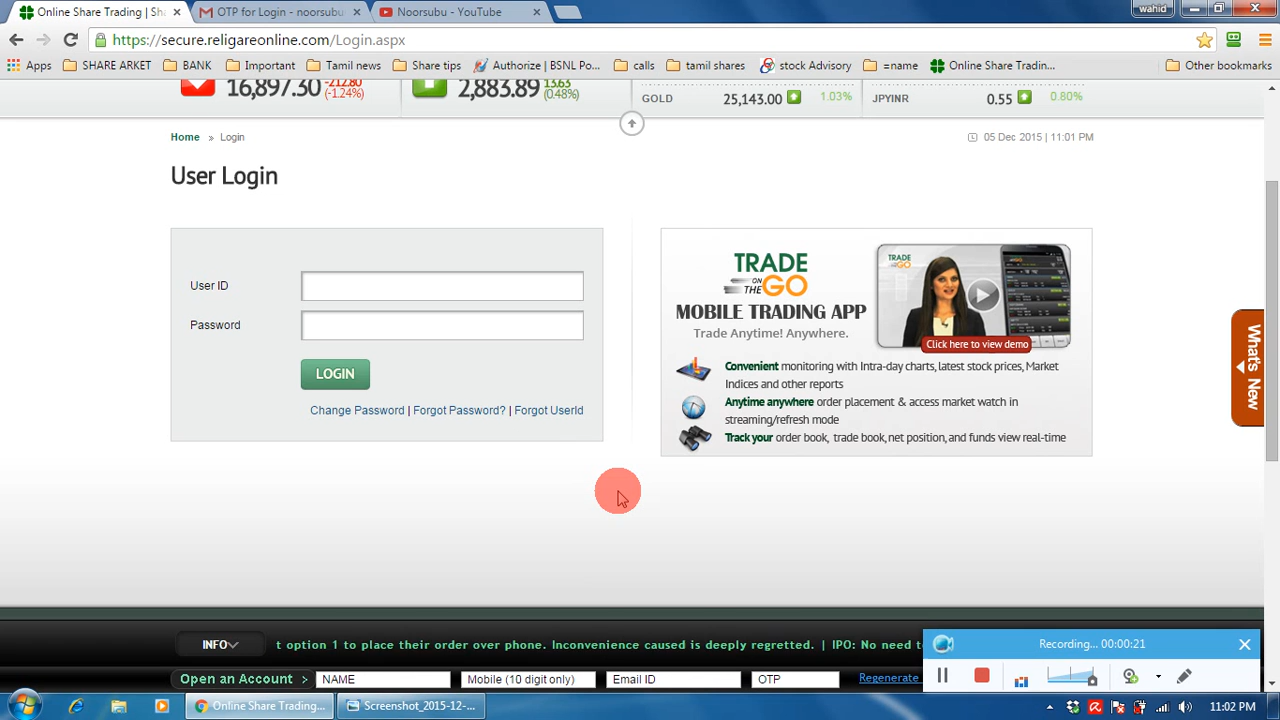 Online Share Trading | Sha
OTP for Login - noorsubu
Noorsubu - YouTube
wahid
https://secure.religareonline.com/Login.aspx
Apps
SHARE ARKET
BANK
Important
Tamil news
Share tips
Authorize | BSNL Po...
calls
tamil shares
stock Advisory
=name
Online Share Tradin...
Other bookmarks
16,897.30 -212.80 (-1.24%)
2,883.89 13.63 (0.48%)
GOLD 25,143.00 1.03%
JPYINR 0.55 0.80%
Home » Login
05 Dec 2015 | 11:01 PM
User Login
User ID
Password
LOGIN
Change Password | Forgot Password? | Forgot UserId
TRADE ON THE GO
MOBILE TRADING APP
Trade Anytime! Anywhere.
TRADE ON THE GO
Click here to view demo
Convenient monitoring with Intra-day charts, latest stock prices, Market
Indices and other reports
Anytime anywhere order placement & access market watch in
streaming/refresh mode
Track your order book, trade book, net position, and funds view real-time
What's New
INFO
t option 1 to place their order over phone. Inconvenience caused is deeply regretted. | IPO: No need t
Open an Account >
NAME
Mobile (10 digit only)
Email ID
OTP
Regenerate
Recording... 00:00:21
Online Share Trading...
Screenshot_2015-12-...
11:02 PM